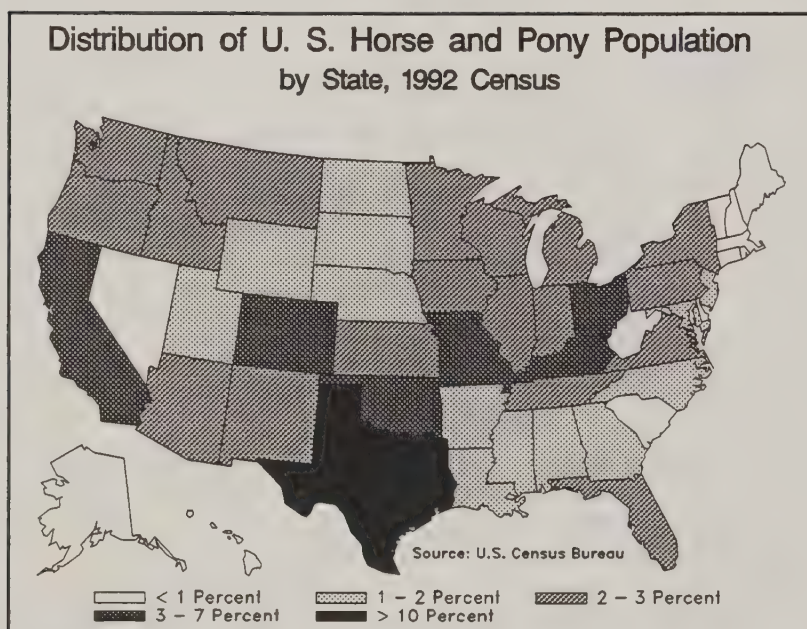 Distribution of U. S. Horse and Pony Population
by State, 1992 Census
Source: U.S. Census Bureau
< 1 Percent 1 - 2 Percent 2 - 3 Percent
3 - 7 Percent > 10 Percent